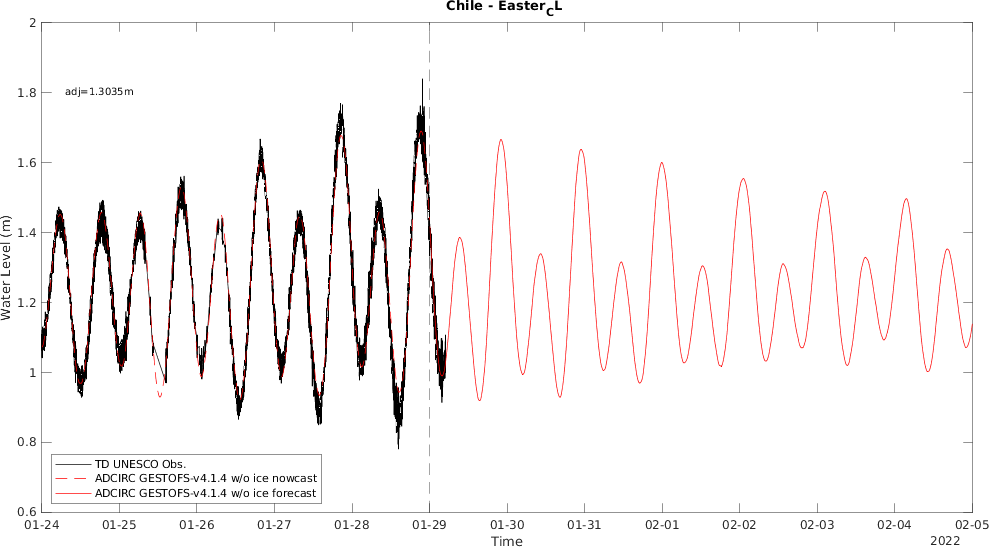 Chile - EasterCL
2
1.8
1.6
1.4
1.2
1
0.8
0.6
Water Level (m)
adj=1.3035m
TD UNESCO Obs.
ADCIRC GESTOFS-v4.1.4 w/o ice nowcast
ADCIRC GESTOFS-v4.1.4 w/o ice forecast
01-24 01-25 01-26 01-27 01-28 01-29 01-30 01-31 02-01 02-02 02-03 02-04 02-05
Time
2022